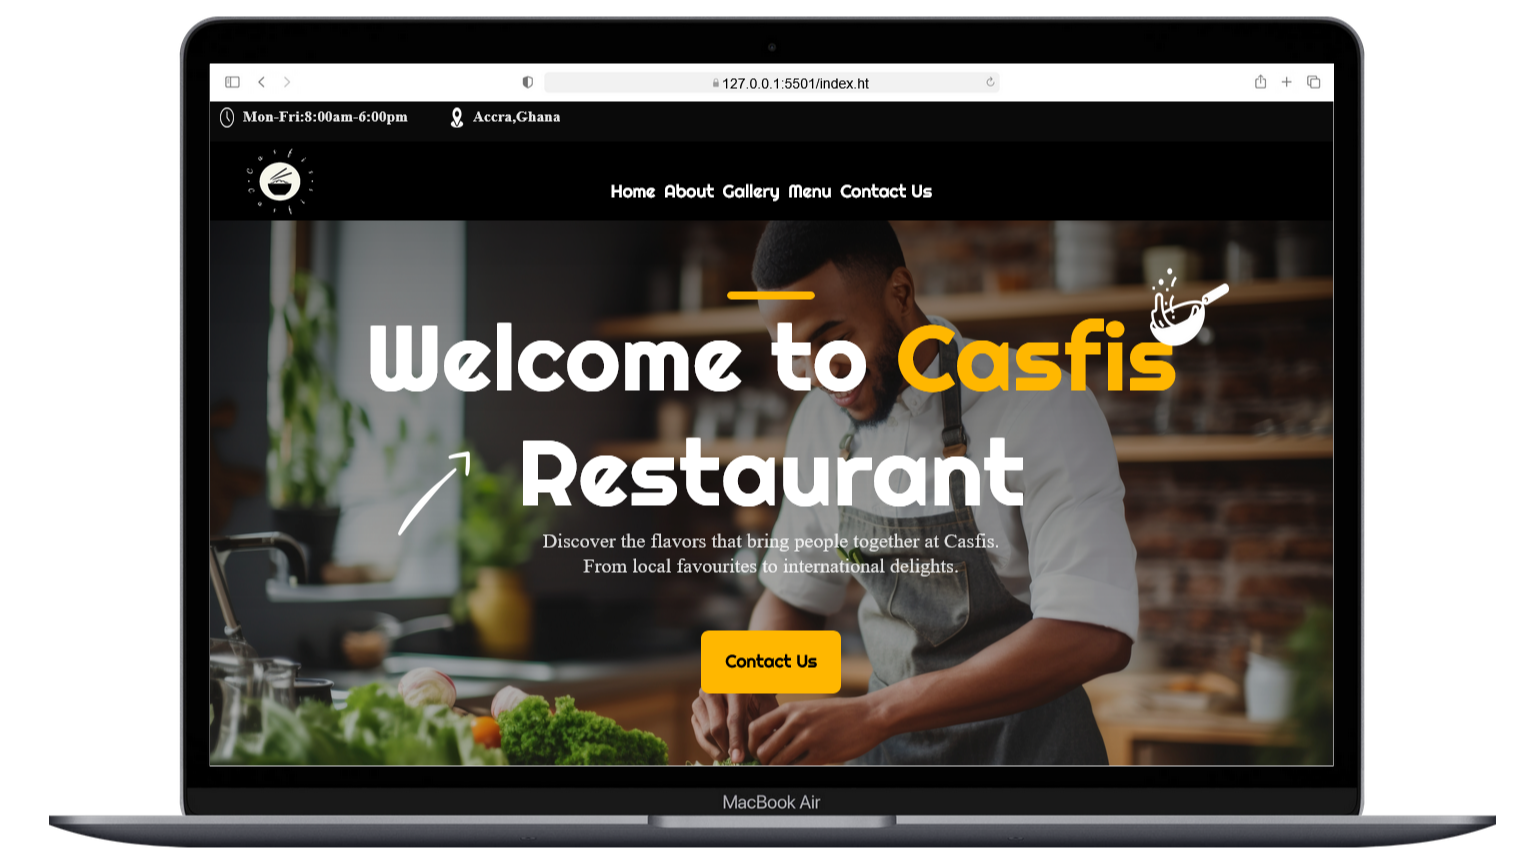 127.0.0.1:5501/index.ht
Mon-Fri:8:00am-6:00pm Accra,Ghana
Home About Gallery Menu Contact Us
Welcome to Casfis
Restaurant
Discover the flavors that bring people together at Casfis.
From local favourites to international delights.
Contact Us
MacBook Air